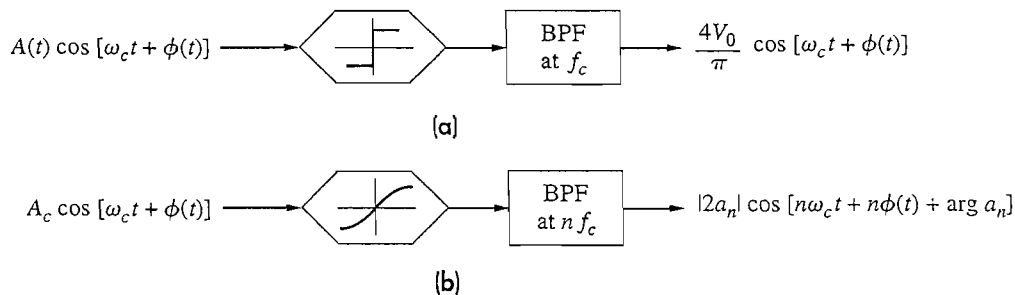 A(t) cos [ω_c t + φ(t)]
BPF
at f_c
4V_0/π cos [ω_c t + φ(t)]
(a)
A_c cos [ω_c t + φ(t)]
BPF
at n f_c
|2a_n| cos [nω_c t + nφ(t) + arg a_n]
(b)